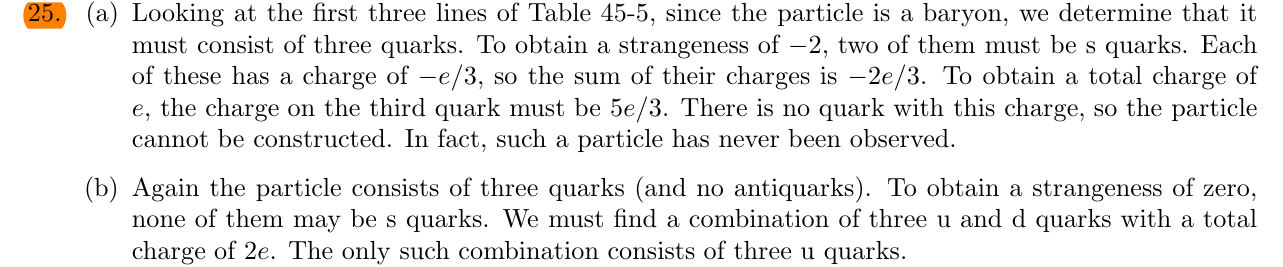 25. (a) Looking at the first three lines of Table 45-5, since the particle is a baryon, we determine that it
must consist of three quarks. To obtain a strangeness of −2, two of them must be s quarks. Each
of these has a charge of −e/3, so the sum of their charges is −2e/3. To obtain a total charge of
e, the charge on the third quark must be 5e/3. There is no quark with this charge, so the particle
cannot be constructed. In fact, such a particle has never been observed.
(b) Again the particle consists of three quarks (and no antiquarks). To obtain a strangeness of zero,
none of them may be s quarks. We must find a combination of three u and d quarks with a total
charge of 2e. The only such combination consists of three u quarks.